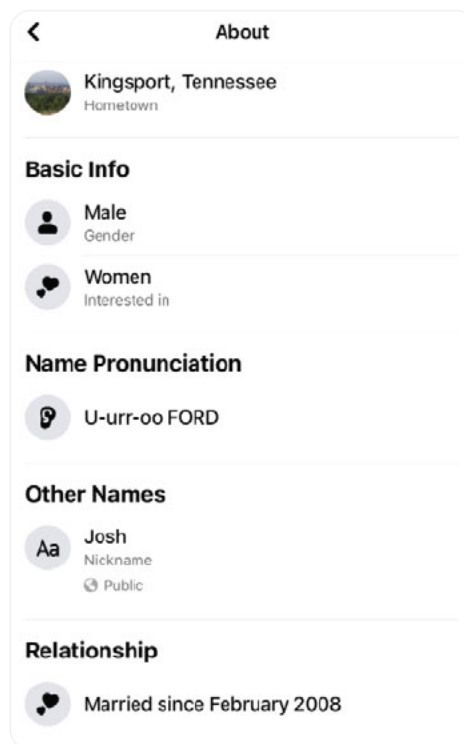 About
Kingsport, Tennessee
Hometown
Basic Info
Male
Gender
Women
Interested in
Name Pronunciation
U-urr-oo FORD
Other Names
Aa
Josh
Nickname
Public
Relationship
Married since February 2008